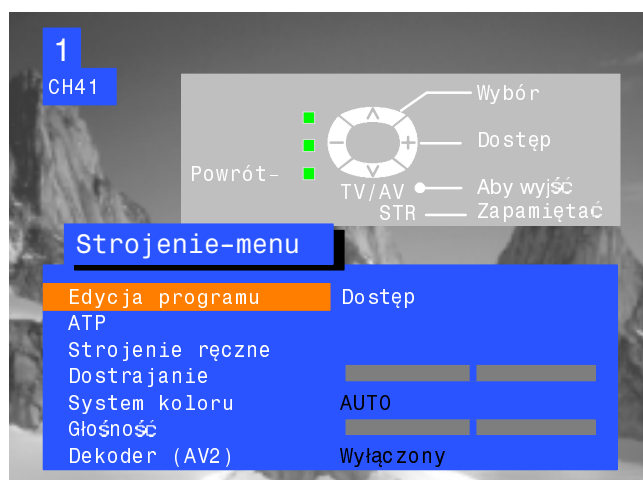 1
CH41
Wybór
Dostęp
Powrót-
TV/AV Aby wyjść
STR Zapamiętać
Strojenie-menu
Edycja programu Dostęp
ATP
Strojenie ręczne
Dostrajanie
System koloru AUTO
Głośność
Dekoder (AV2) Wyłączony